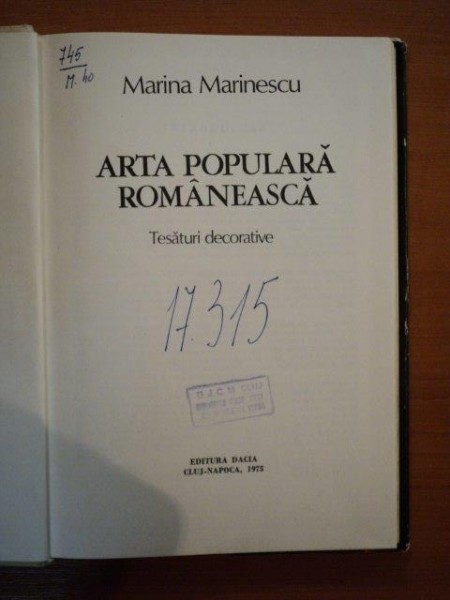 745
M. 40
Marina Marinescu
ARTA POPULARĂ
ROMÂNEASCĂ
Tesături decorative
17.315
EDITURA DACIA
CLUJ-NAPOCA, 1975